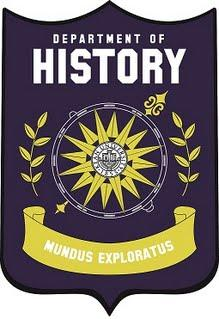 DEPARTMENT OF
HISTORY
MUNDUS EXPLORATUS